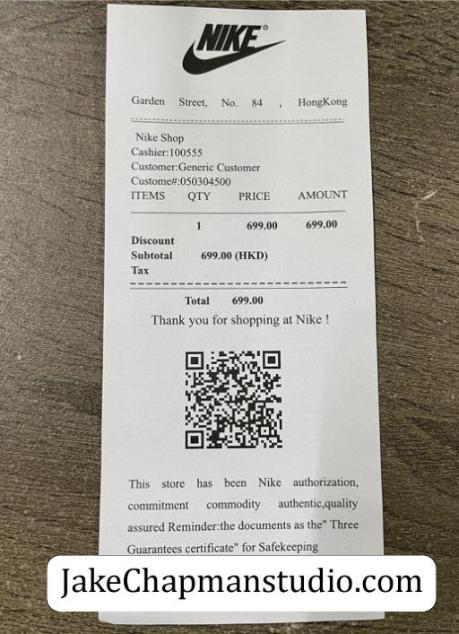 NIKE
Garden Street, No. 84 , HongKong
Nike Shop
Cashier:100555
Customer:Generic Customer
Custome#:050304500
ITEMS QTY PRICE AMOUNT
1 699.00 699.00
Discount
Subtotal 699.00 (HKD)
Tax
Total 699.00
Thank you for shopping at Nike !
This store has been Nike authorization,
commitment commodity authentic,quality
assured Reminder:the documents as the" Three
Guarantees certificate" for Safekeeping
JakeChapmanstudio.com